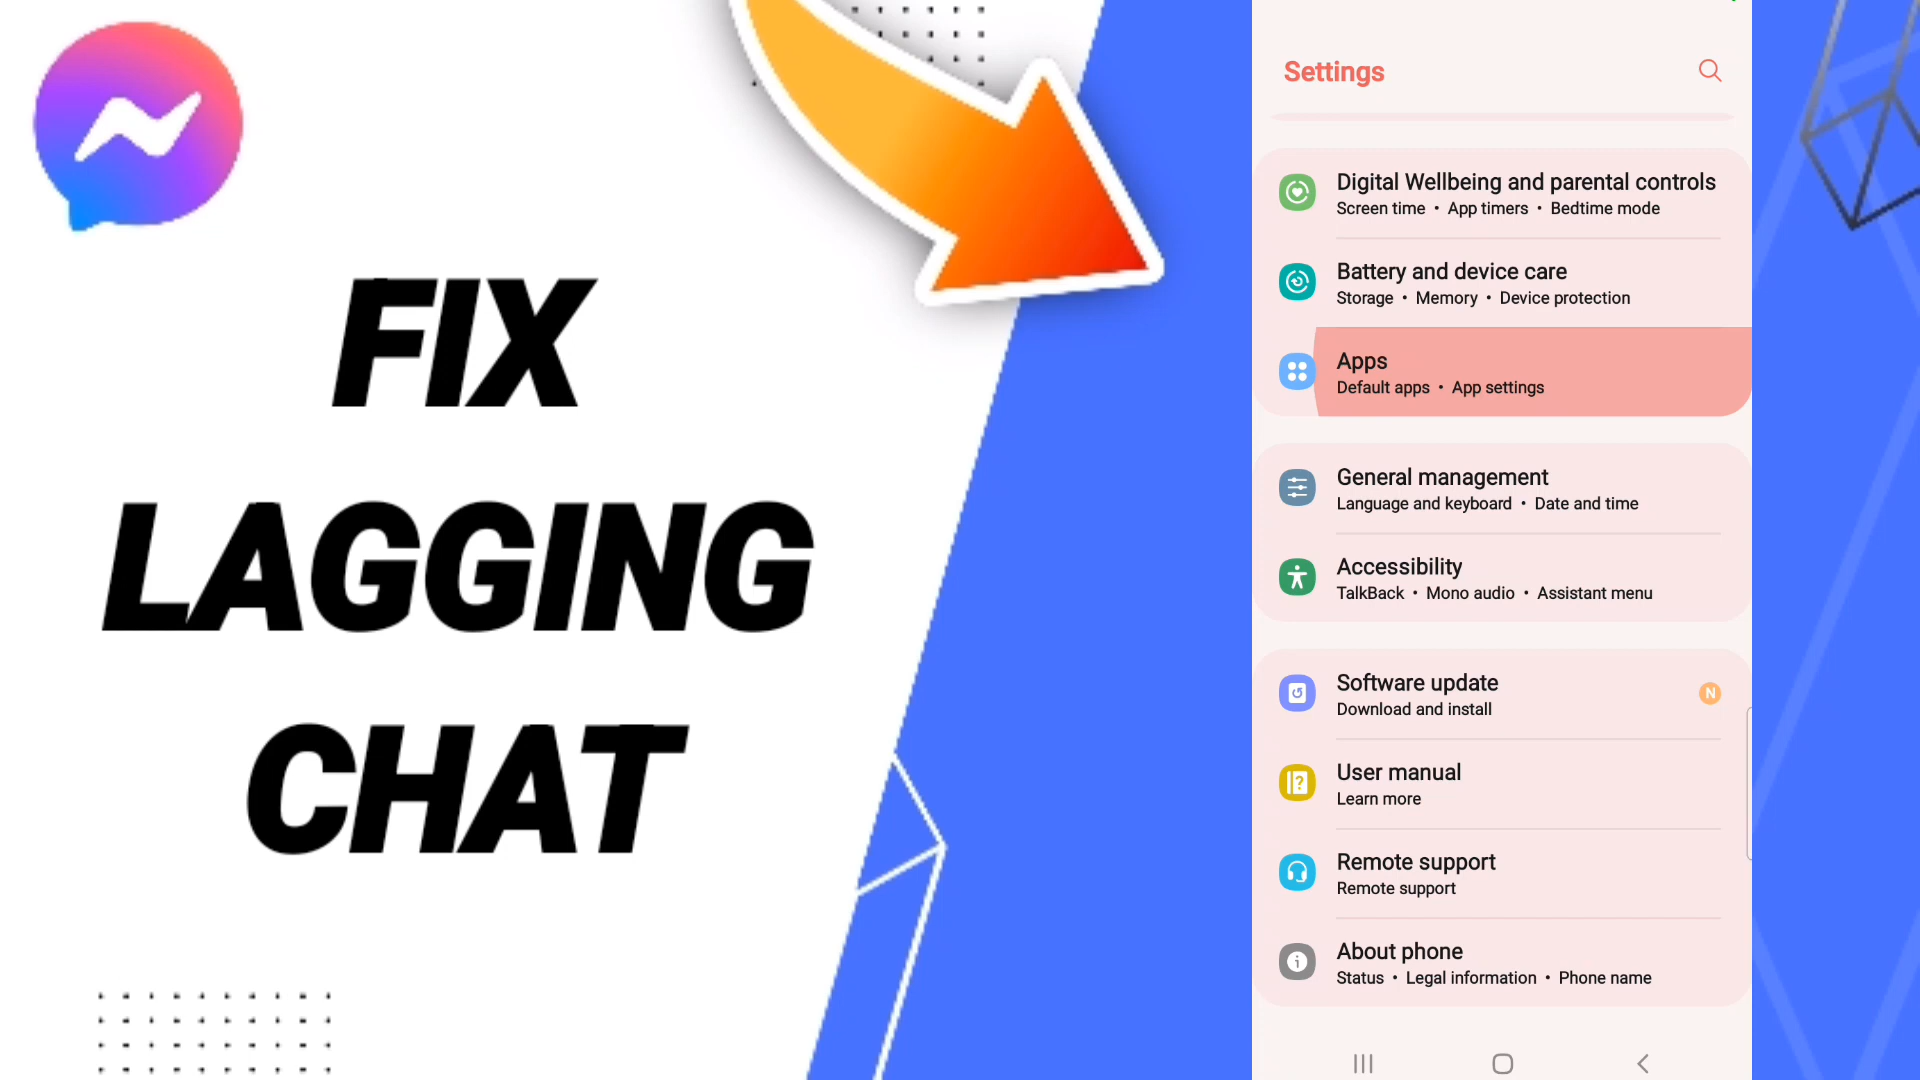 FIX
LAGGING
CHAT
Settings
Digital Wellbeing and parental controls
Screen time • App timers • Bedtime mode
Battery and device care
Storage • Memory • Device protection
Apps
Default apps • App settings
General management
Language and keyboard • Date and time
Accessibility
TalkBack • Mono audio • Assistant menu
Software update
N
Download and install
User manual
Learn more
Remote support
Remote support
About phone
Status • Legal information • Phone name